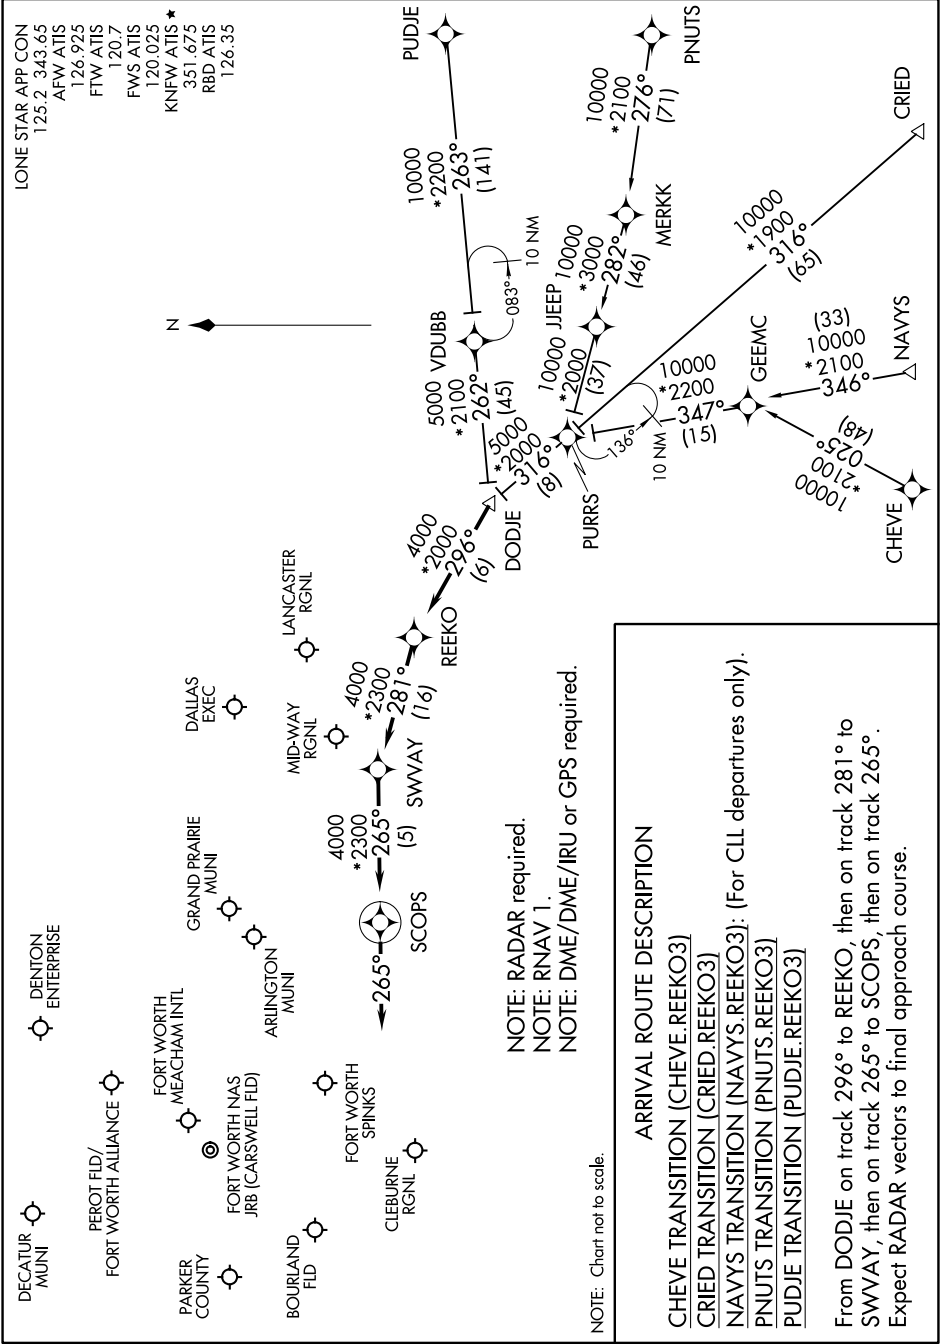 LONE STAR APP CON
125.2 343.65
AFW ATIS
126.925
FTW ATIS
120.7
FWS ATIS
120.025
KNFW ATIS ★
351.675
RBD ATIS
126.35
DECATUR
MUNI
DENTON
ENTERPRISE
PEROT FLD/
FORT WORTH ALLIANCE
FORT WORTH
MEACHAM INTL
FORT WORTH NAS
JRB (CARSWELL FLD)
PARKER
COUNTY
BOURLAND
FLD
FORT WORTH
SPINKS
CLEBURNE
RGNL
GRAND PRAIRIE
MUNI
ARLINGTON
MUNI
DALLAS
EXEC
MID-WAY
RGNL
LANCASTER
RGNL
N
265°
SCOPS
4000
*2300
265°
(5)
SWVAY
4000
*2300
281°
(16)
REEKO
4000
*2000
296°
(6)
DODJE
5000
*2100
262°
(45)
VDUBB
083°
10 NM
10000
*2200
263°
(141)
PUDJE
5000
*2000
316°
(8)
PURRS
136°
10 NM
10000
*2000
(37)
JJEEP
10000
*3000
282°
(46)
MERKK
10000
*2100
276°
(71)
PNUTS
10000
*1900
316°
(65)
CRIED
10000
*2200
347°
(15)
GEEMC
(33)
10000
*2100
346°
NAVYS
10000
*2100
025°
(48)
CHEVE
NOTE: RADAR required.
NOTE: RNAV 1.
NOTE: DME/DME/IRU or GPS required.
NOTE: Chart not to scale.
ARRIVAL ROUTE DESCRIPTION
CHEVE TRANSITION (CHEVE.REEKO3)
CRIED TRANSITION (CRIED.REEKO3)
NAVYS TRANSITION (NAVYS.REEKO3): (For CLL departures only).
PNUTS TRANSITION (PNUTS.REEKO3)
PUDJE TRANSITION (PUDJE.REEKO3)
From DODJE on track 296° to REEKO, then on track 281° to
SWVAY, then on track 265° to SCOPS, then on track 265°.
Expect RADAR vectors to final approach course.